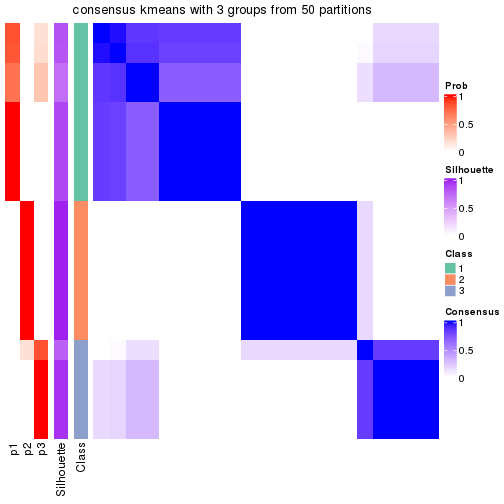 consensus kmeans with 3 groups from 50 partitions
Prob
1
0.5
0
Silhouette
1
0.5
0
Class
1
2
3
Consensus
1
0.5
0
p1
p2
p3
Silhouette
Class